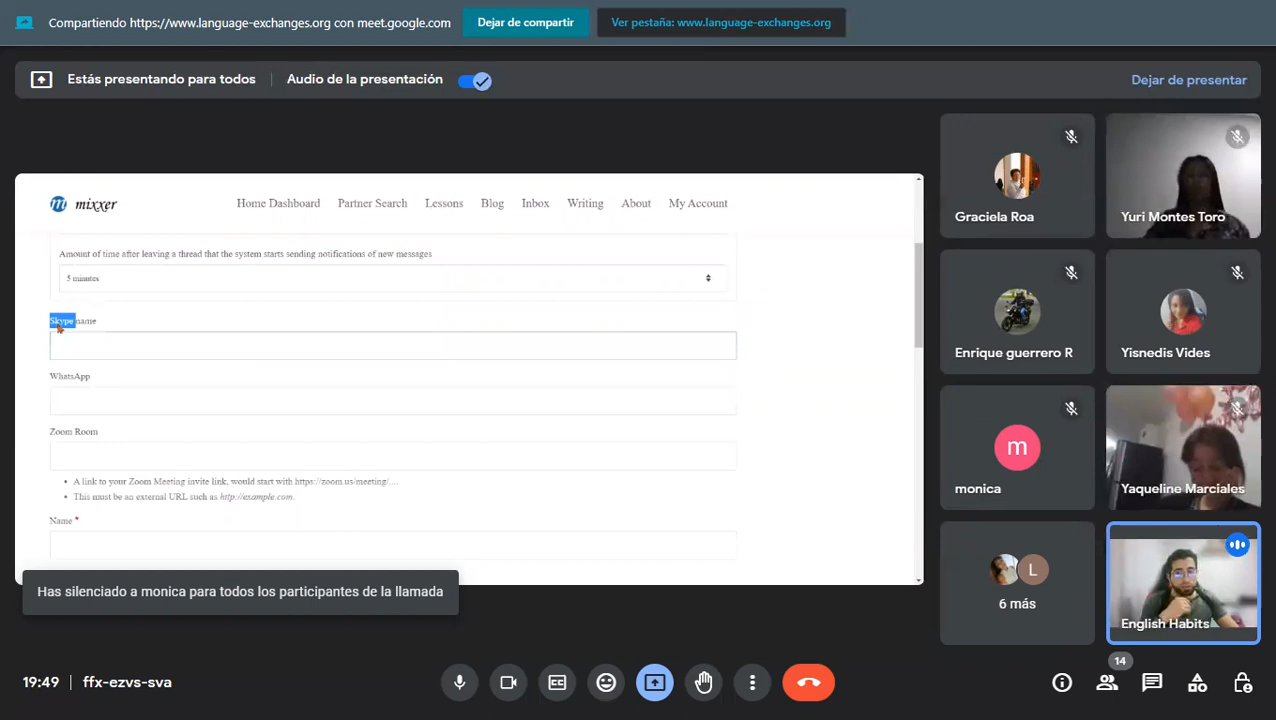 Compartiendo https://www.language-exchanges.org con meet.google.com
Dejar de compartir
Ver pestaña: www.language-exchanges.org
Estás presentando para todos
Audio de la presentación
Dejar de presentar
m mixxer
Home Dashboard
Partner Search
Lessons
Blog
Inbox
Writing
About
My Account
Amount of time after leaving a thread that the system starts sending notifications of new messages
5 minutes
Skype name
WhatsApp
Zoom Room
• A link to your Zoom Meeting invite link, would start with https://zoom.us/meeting/....
• This must be an external URL such as http://example.com.
Name *
Has silenciado a monica para todos los participantes de la llamada
Graciela Roa
Yuri Montes Toro
Enrique guerrero R
Yisnedis Vides
m
monica
Yaqueline Marciales
L
6 más
English Habits
19:49 | ffx-ezvs-sva
CC
14